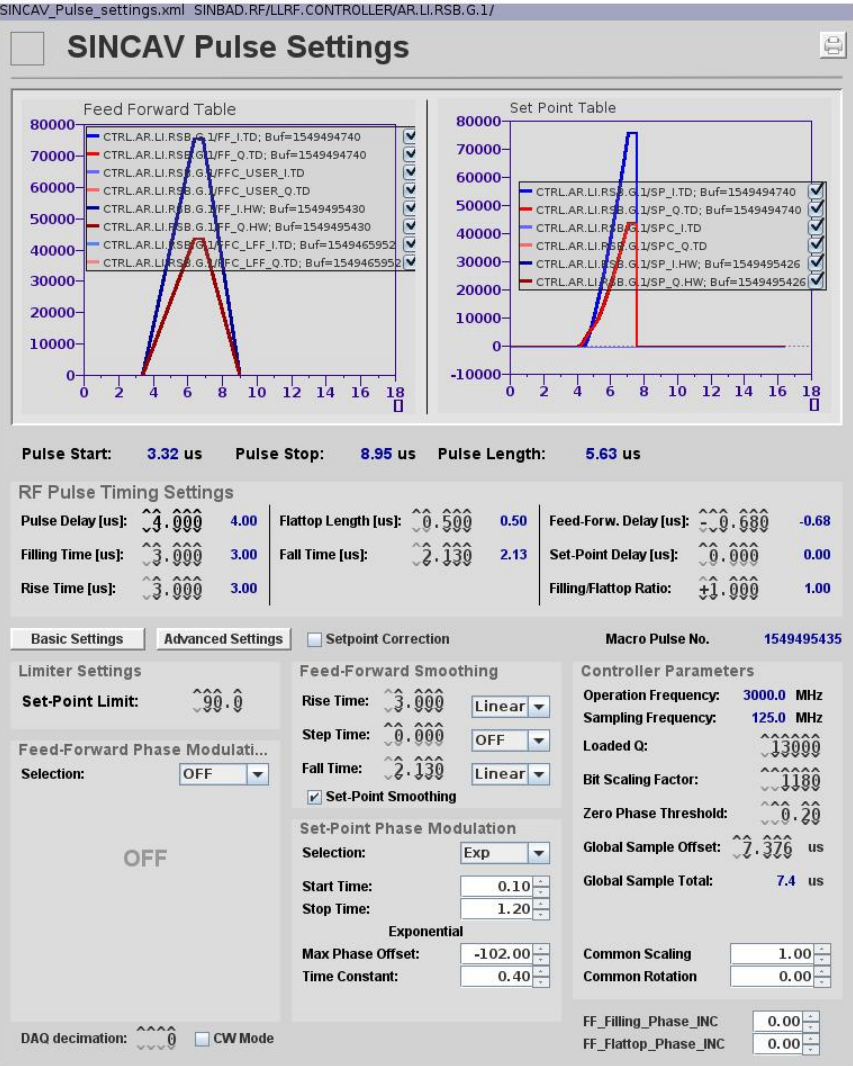 SINCAV_Pulse_settings.xml SINBAD.RF/LLRF.CONTROLLER/AR.LI.RSB.G.1/
SINCAV Pulse Settings
Feed Forward Table
80000
70000
60000
50000
40000
30000
20000
10000
0
0 2 4 6 8 10 12 14 16 18
CTRL.AR.LI.RSB.G.1/FF_I.TD; Buf=1549494740
CTRL.AR.LI.RSB.G.1/FF_Q.TD; Buf=1549494740
CTRL.AR.LI.RSB.G.1/FFC_USER_I.TD
CTRL.AR.LI.RSB.G.1/FFC_USER_Q.TD
CTRL.AR.LI.RSB.G.1/FF_I.HW; Buf=1549495430
CTRL.AR.LI.RSB.G.1/FF_Q.HW; Buf=1549495430
CTRL.AR.LI.RSB.G.1/FFC_LFF_I.TD; Buf=1549465952
CTRL.AR.LI.RSB.G.1/FFC_LFF_Q.TD; Buf=1549465952
Set Point Table
80000
70000
60000
50000
40000
30000
20000
10000
0
-10000
0 2 4 6 8 10 12 14 16 18
CTRL.AR.LI.RSB.G.1/SP_I.TD; Buf=1549494740
CTRL.AR.LI.RSB.G.1/SP_Q.TD; Buf=1549494740
CTRL.AR.LI.RSB.G.1/SPC_I.TD
CTRL.AR.LI.RSB.G.1/SPC_Q.TD
CTRL.AR.LI.RSB.G.1/SP_I.HW; Buf=1549495426
CTRL.AR.LI.RSB.G.1/SP_Q.HW; Buf=1549495426
Pulse Start: 3.32 us Pulse Stop: 8.95 us Pulse Length: 5.63 us
RF Pulse Timing Settings
Pulse Delay [us]: 4.000 4.00 Flattop Length [us]: 0.500 0.50 Feed-Forw. Delay [us]: -0.680 -0.68
Filling Time [us]: 3.000 3.00 Fall Time [us]: 2.130 2.13 Set-Point Delay [us]: 0.000 0.00
Rise Time [us]: 3.000 3.00 Filling/Flattop Ratio: +1.000 1.00
Basic Settings Advanced Settings Setpoint Correction Macro Pulse No. 1549495435
Limiter Settings
Set-Point Limit: 90.0
Feed-Forward Phase Modulati...
Selection: OFF
OFF
DAQ decimation: 0 CW Mode
Feed-Forward Smoothing
Rise Time: 3.000 Linear
Step Time: 0.000 OFF
Fall Time: 2.130 Linear
Set-Point Smoothing
Set-Point Phase Modulation
Selection: Exp
Start Time: 0.10
Stop Time: 1.20
Exponential
Max Phase Offset: -102.00
Time Constant: 0.40
Controller Parameters
Operation Frequency: 3000.0 MHz
Sampling Frequency: 125.0 MHz
Loaded Q: 13000
Bit Scaling Factor: 1180
Zero Phase Threshold: 0.20
Global Sample Offset: 7.376 us
Global Sample Total: 7.4 us
Common Scaling 1.00
Common Rotation 0.00
FF_Filling_Phase_INC 0.00
FF_Flattop_Phase_INC 0.00